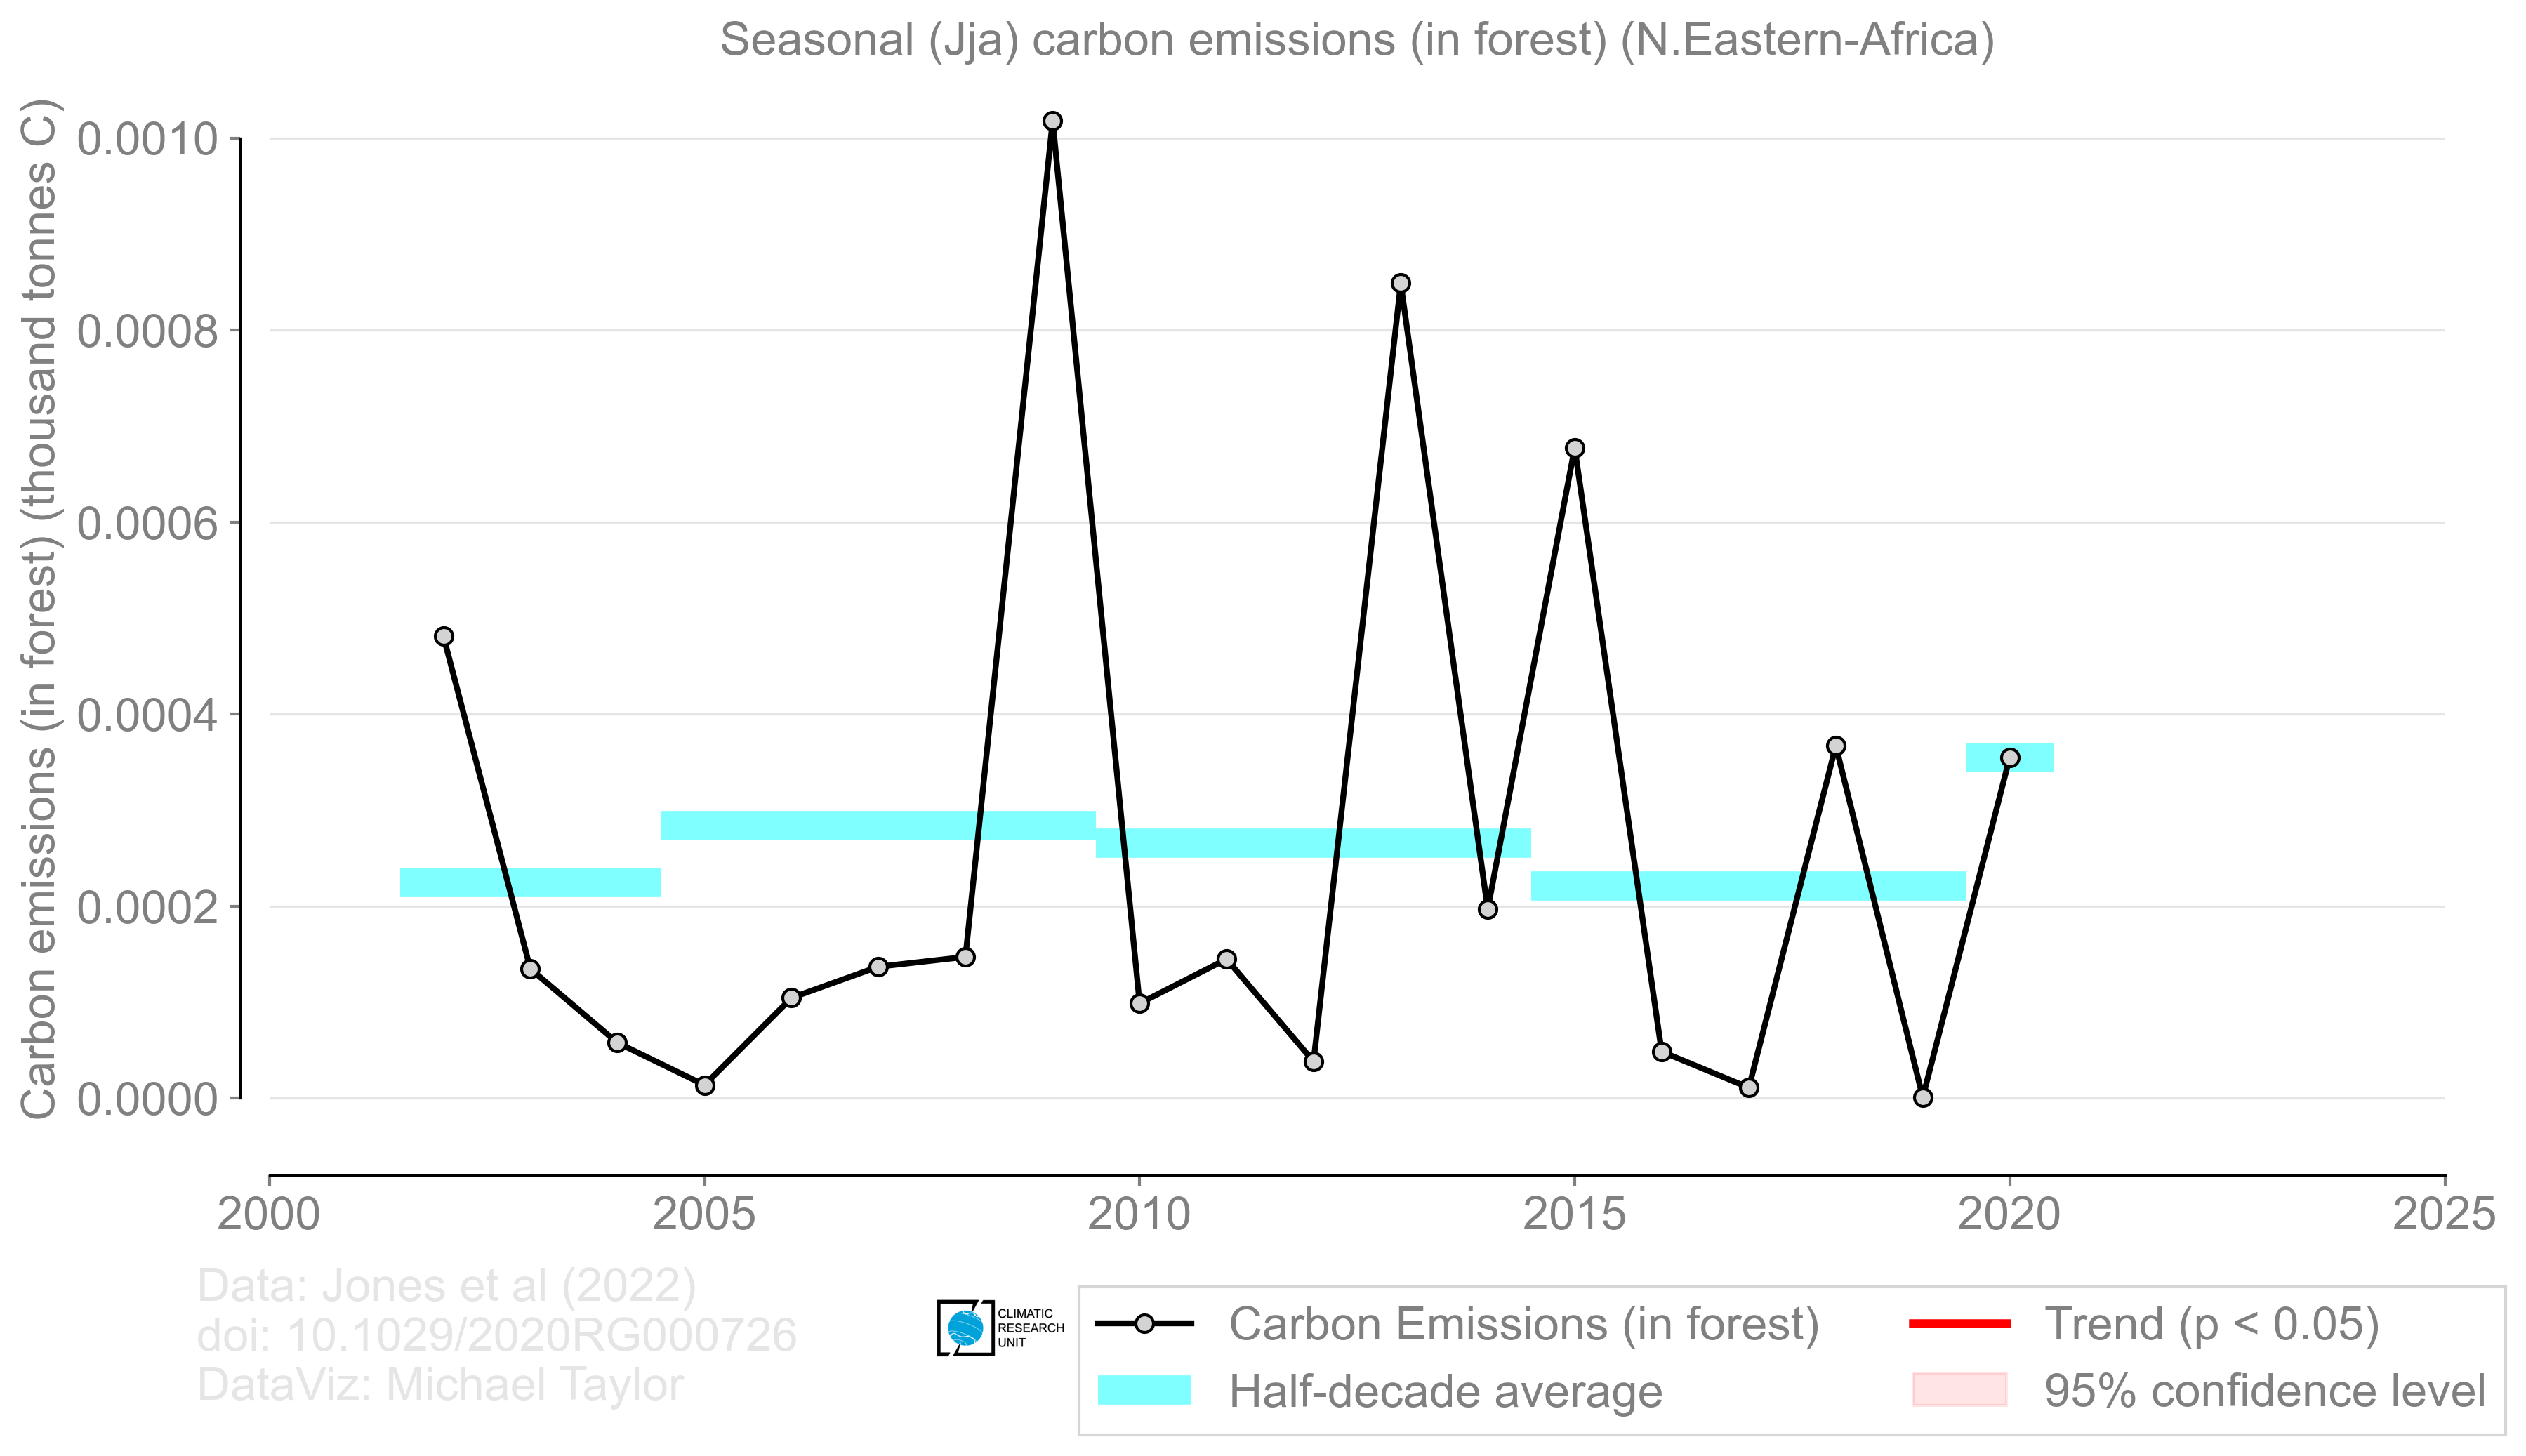 Seasonal (Jja) carbon emissions (in forest) (N.Eastern-Africa)
Carbon emissions (in forest) (thousand tonnes C)
0.0010
0.0008
0.0006
0.0004
0.0002
0.0000
2000
2005
2010
2015
2020
2025
Data: Jones et al (2022)
doi: 10.1029/2020RG000726
DataViz: Michael Taylor
CLIMATIC
RESEARCH
UNIT
Carbon Emissions (in forest)
Half-decade average
Trend (p < 0.05)
95% confidence level